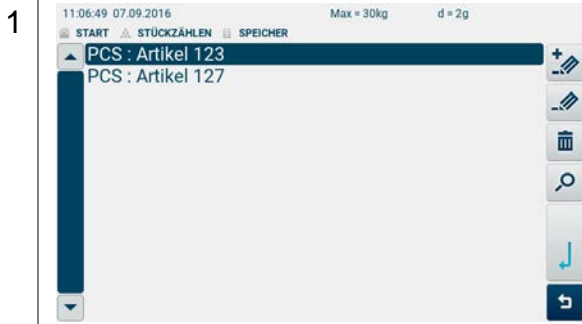 1
11:06:49 07.09.2016 Max = 30kg d = 2g
START STÜCKZÄHLEN SPEICHER
PCS : Artikel 123
PCS : Artikel 127